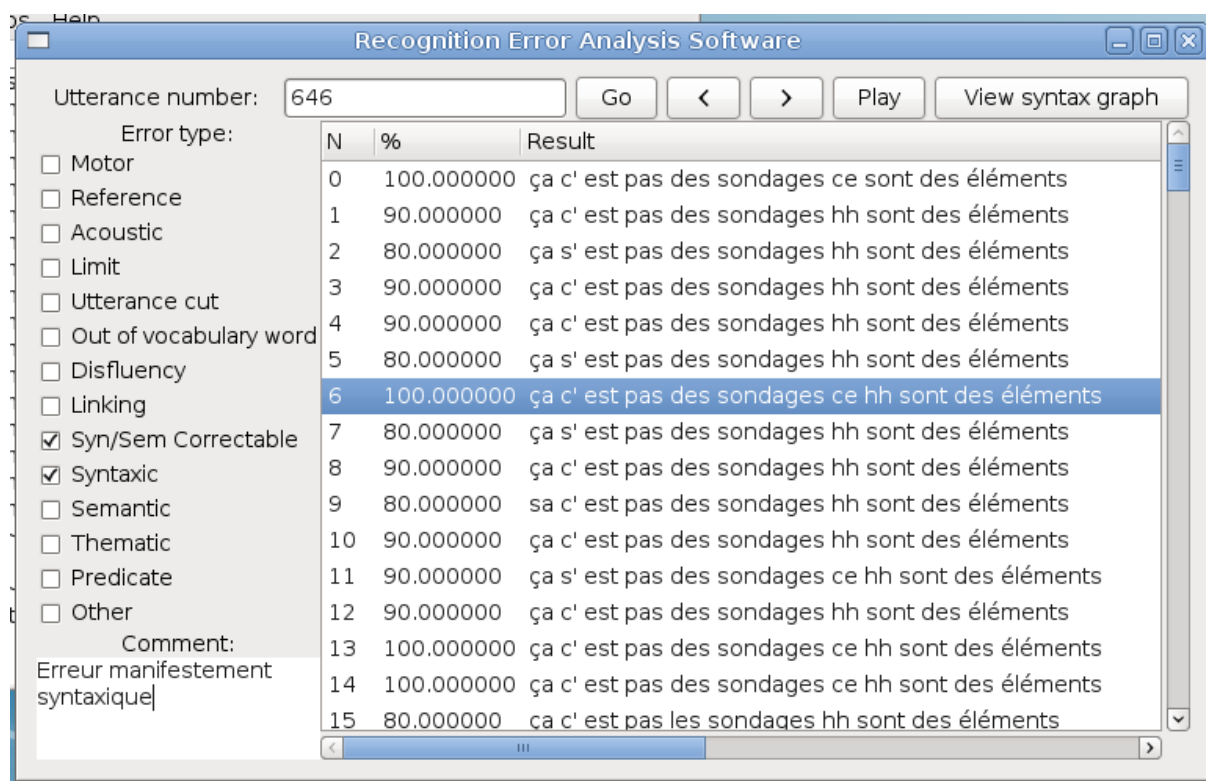 Help
Recognition Error Analysis Software
Utterance number: 646 Go < > Play View syntax graph
Error type:
Motor
Reference
Acoustic
Limit
Utterance cut
Out of vocabulary word
Disfluency
Linking
Syn/Sem Correctable
Syntaxic
Semantic
Thematic
Predicate
Other
Comment:
Erreur manifestement
syntaxique
N % Result
0 100.000000 ça c' est pas des sondages ce sont des éléments
1 90.000000 ça c' est pas des sondages hh sont des éléments
2 80.000000 ça s' est pas des sondages hh sont des éléments
3 90.000000 ça c' est pas des sondages hh sont des éléments
4 90.000000 ça c' est pas des sondages hh sont des éléments
5 80.000000 ça s' est pas des sondages hh sont des éléments
6 100.000000 ça c' est pas des sondages ce hh sont des éléments
7 80.000000 ça s' est pas des sondages hh sont des éléments
8 90.000000 ça c' est pas des sondages hh sont des éléments
9 80.000000 sa c' est pas des sondages hh sont des éléments
10 90.000000 ça c' est pas des sondages hh sont des éléments
11 90.000000 ça s' est pas des sondages ce hh sont des éléments
12 90.000000 ça c' est pas des sondages hh sont des éléments
13 100.000000 ça c' est pas des sondages ce hh sont des éléments
14 100.000000 ça c' est pas des sondages ce hh sont des éléments
15 80.000000 ça c' est pas les sondages hh sont des éléments